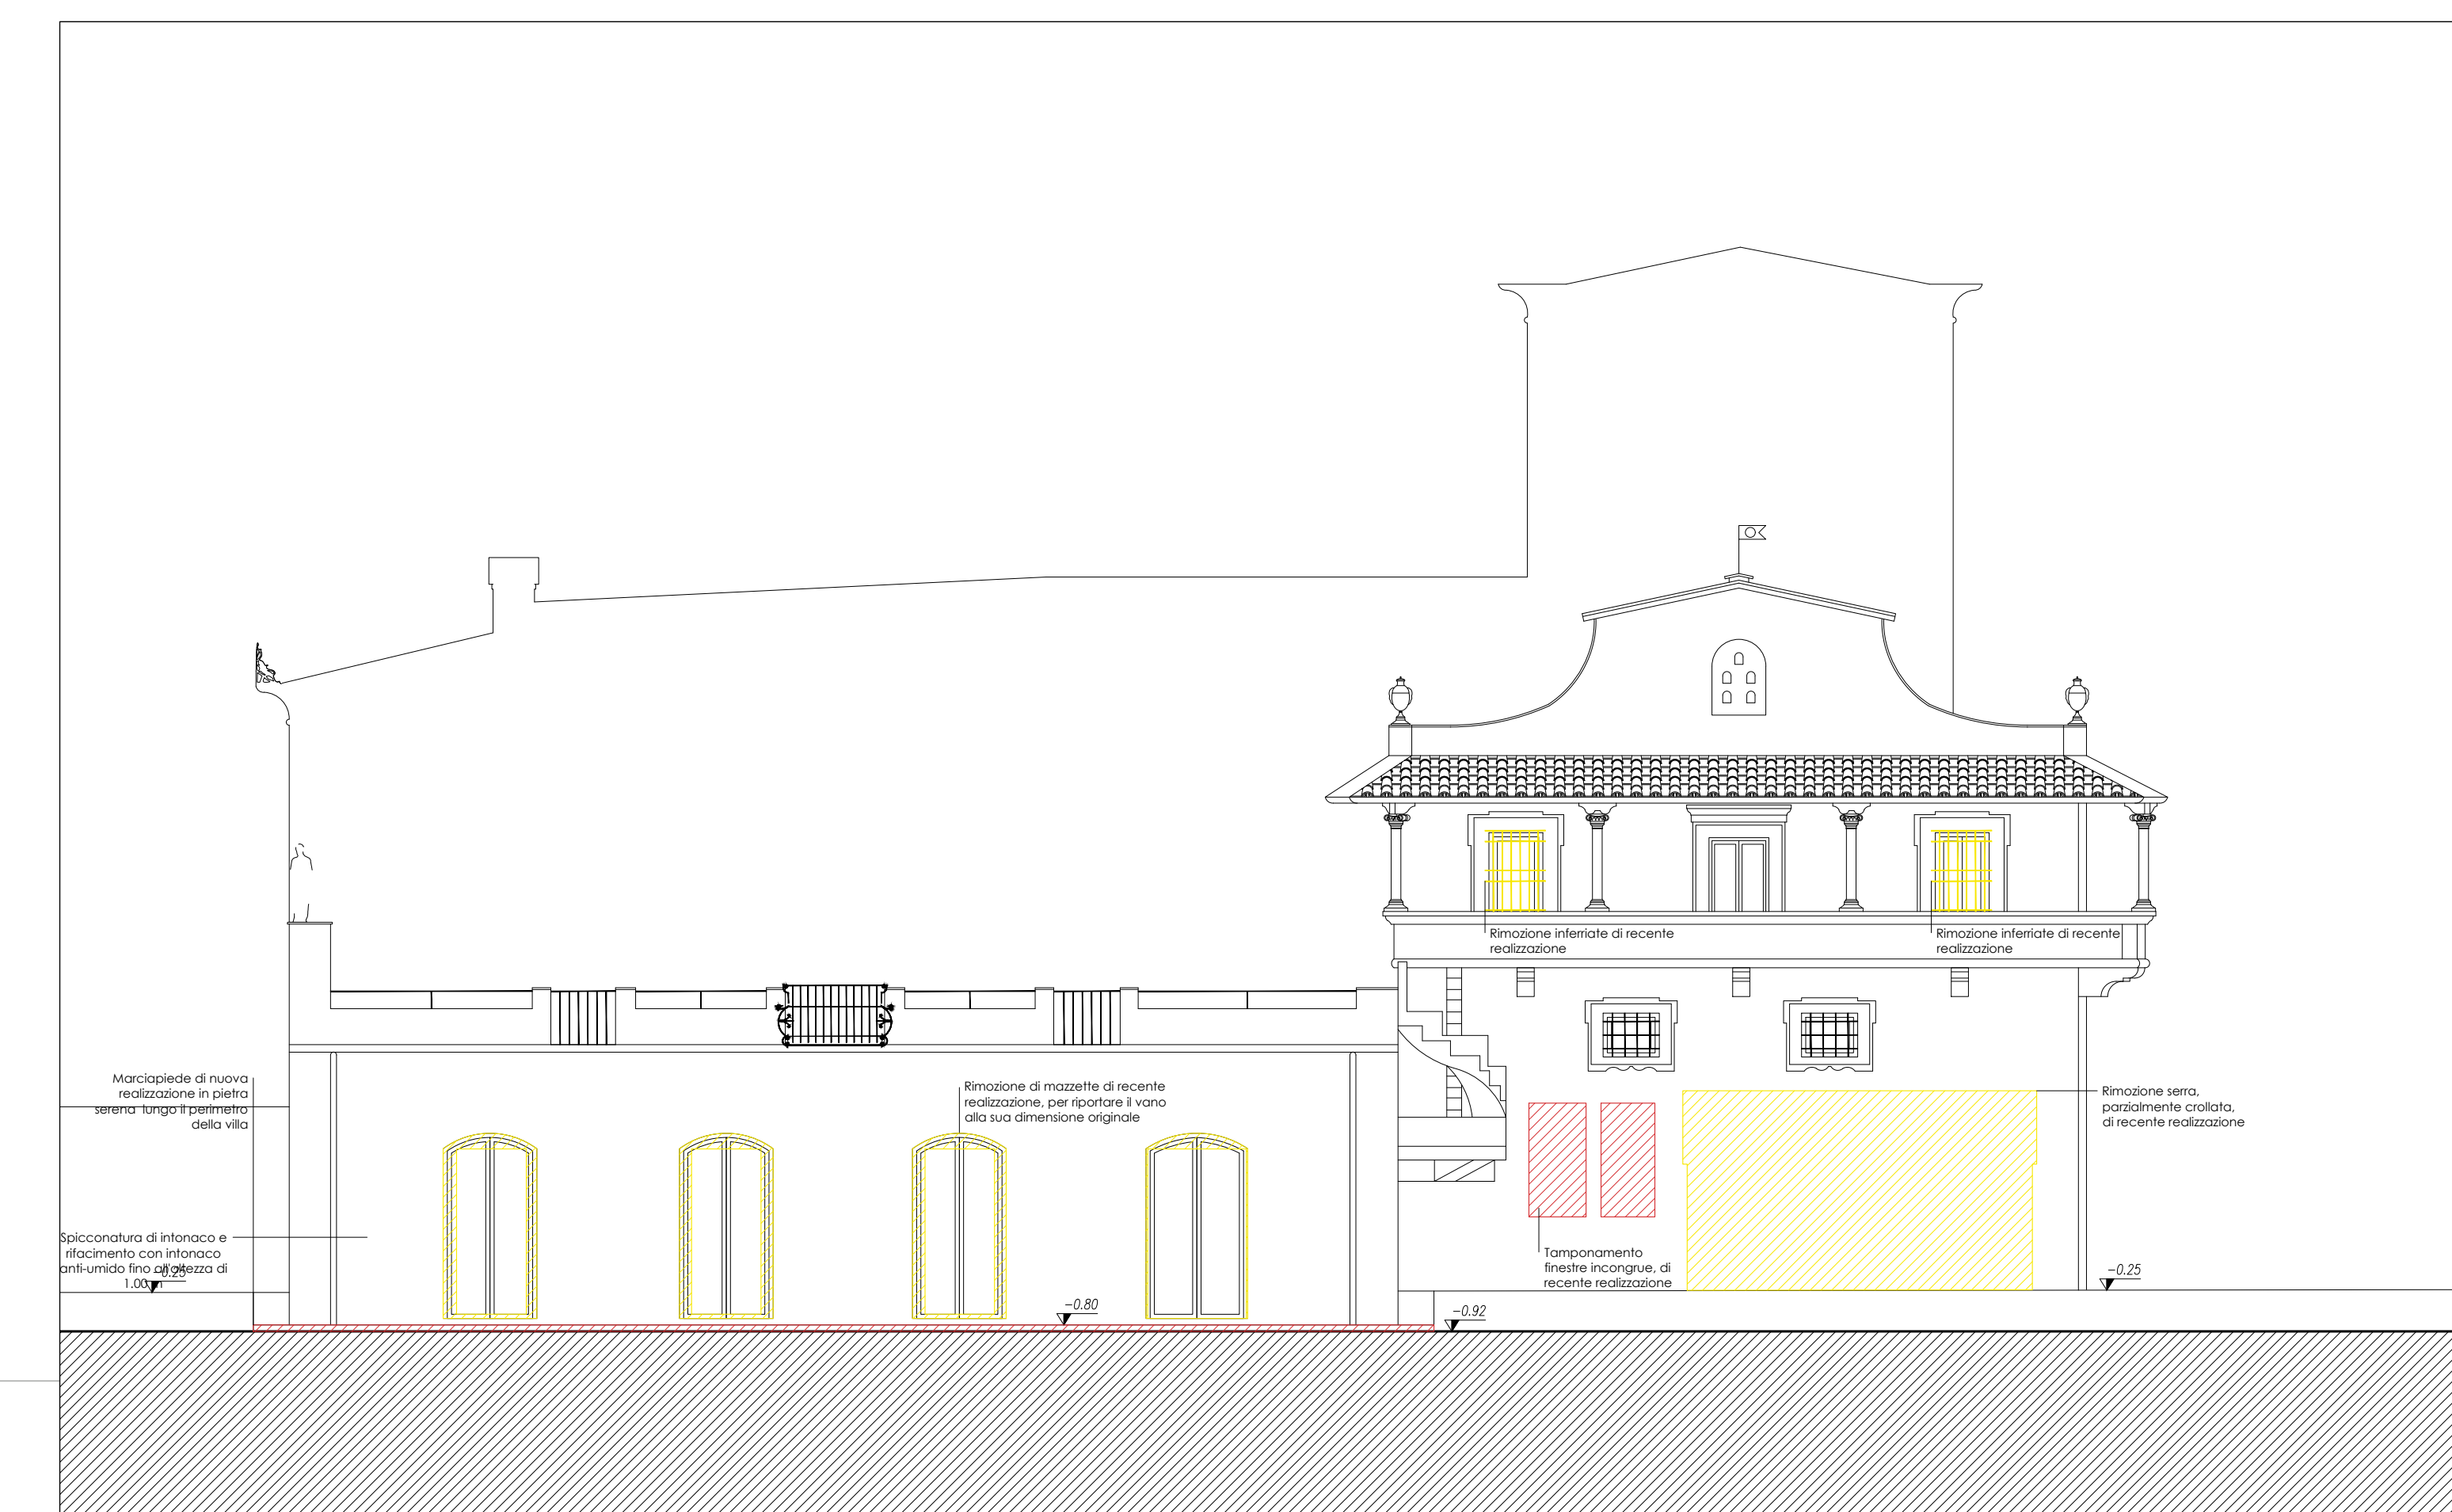 Rimozione inferriate di recente
realizzazione
Rimozione inferriate di recente
realizzazione
Marciapiede di nuova
realizzazione in pietra
serena lungo il perimetro
della villa
Rimozione di mazzette di recente
realizzazione, per riportare il vano
alla sua dimensione originale
Rimozione serra,
parzialmente crollata,
di recente realizzazione
Spicconatura di intonaco e
rifacimento con intonaco
anti-umido fino all'altezza di
1.00 m
-0.25
Tamponamento
finestre incongrue, di
recente realizzazione
-0.25
-0.80
-0.92